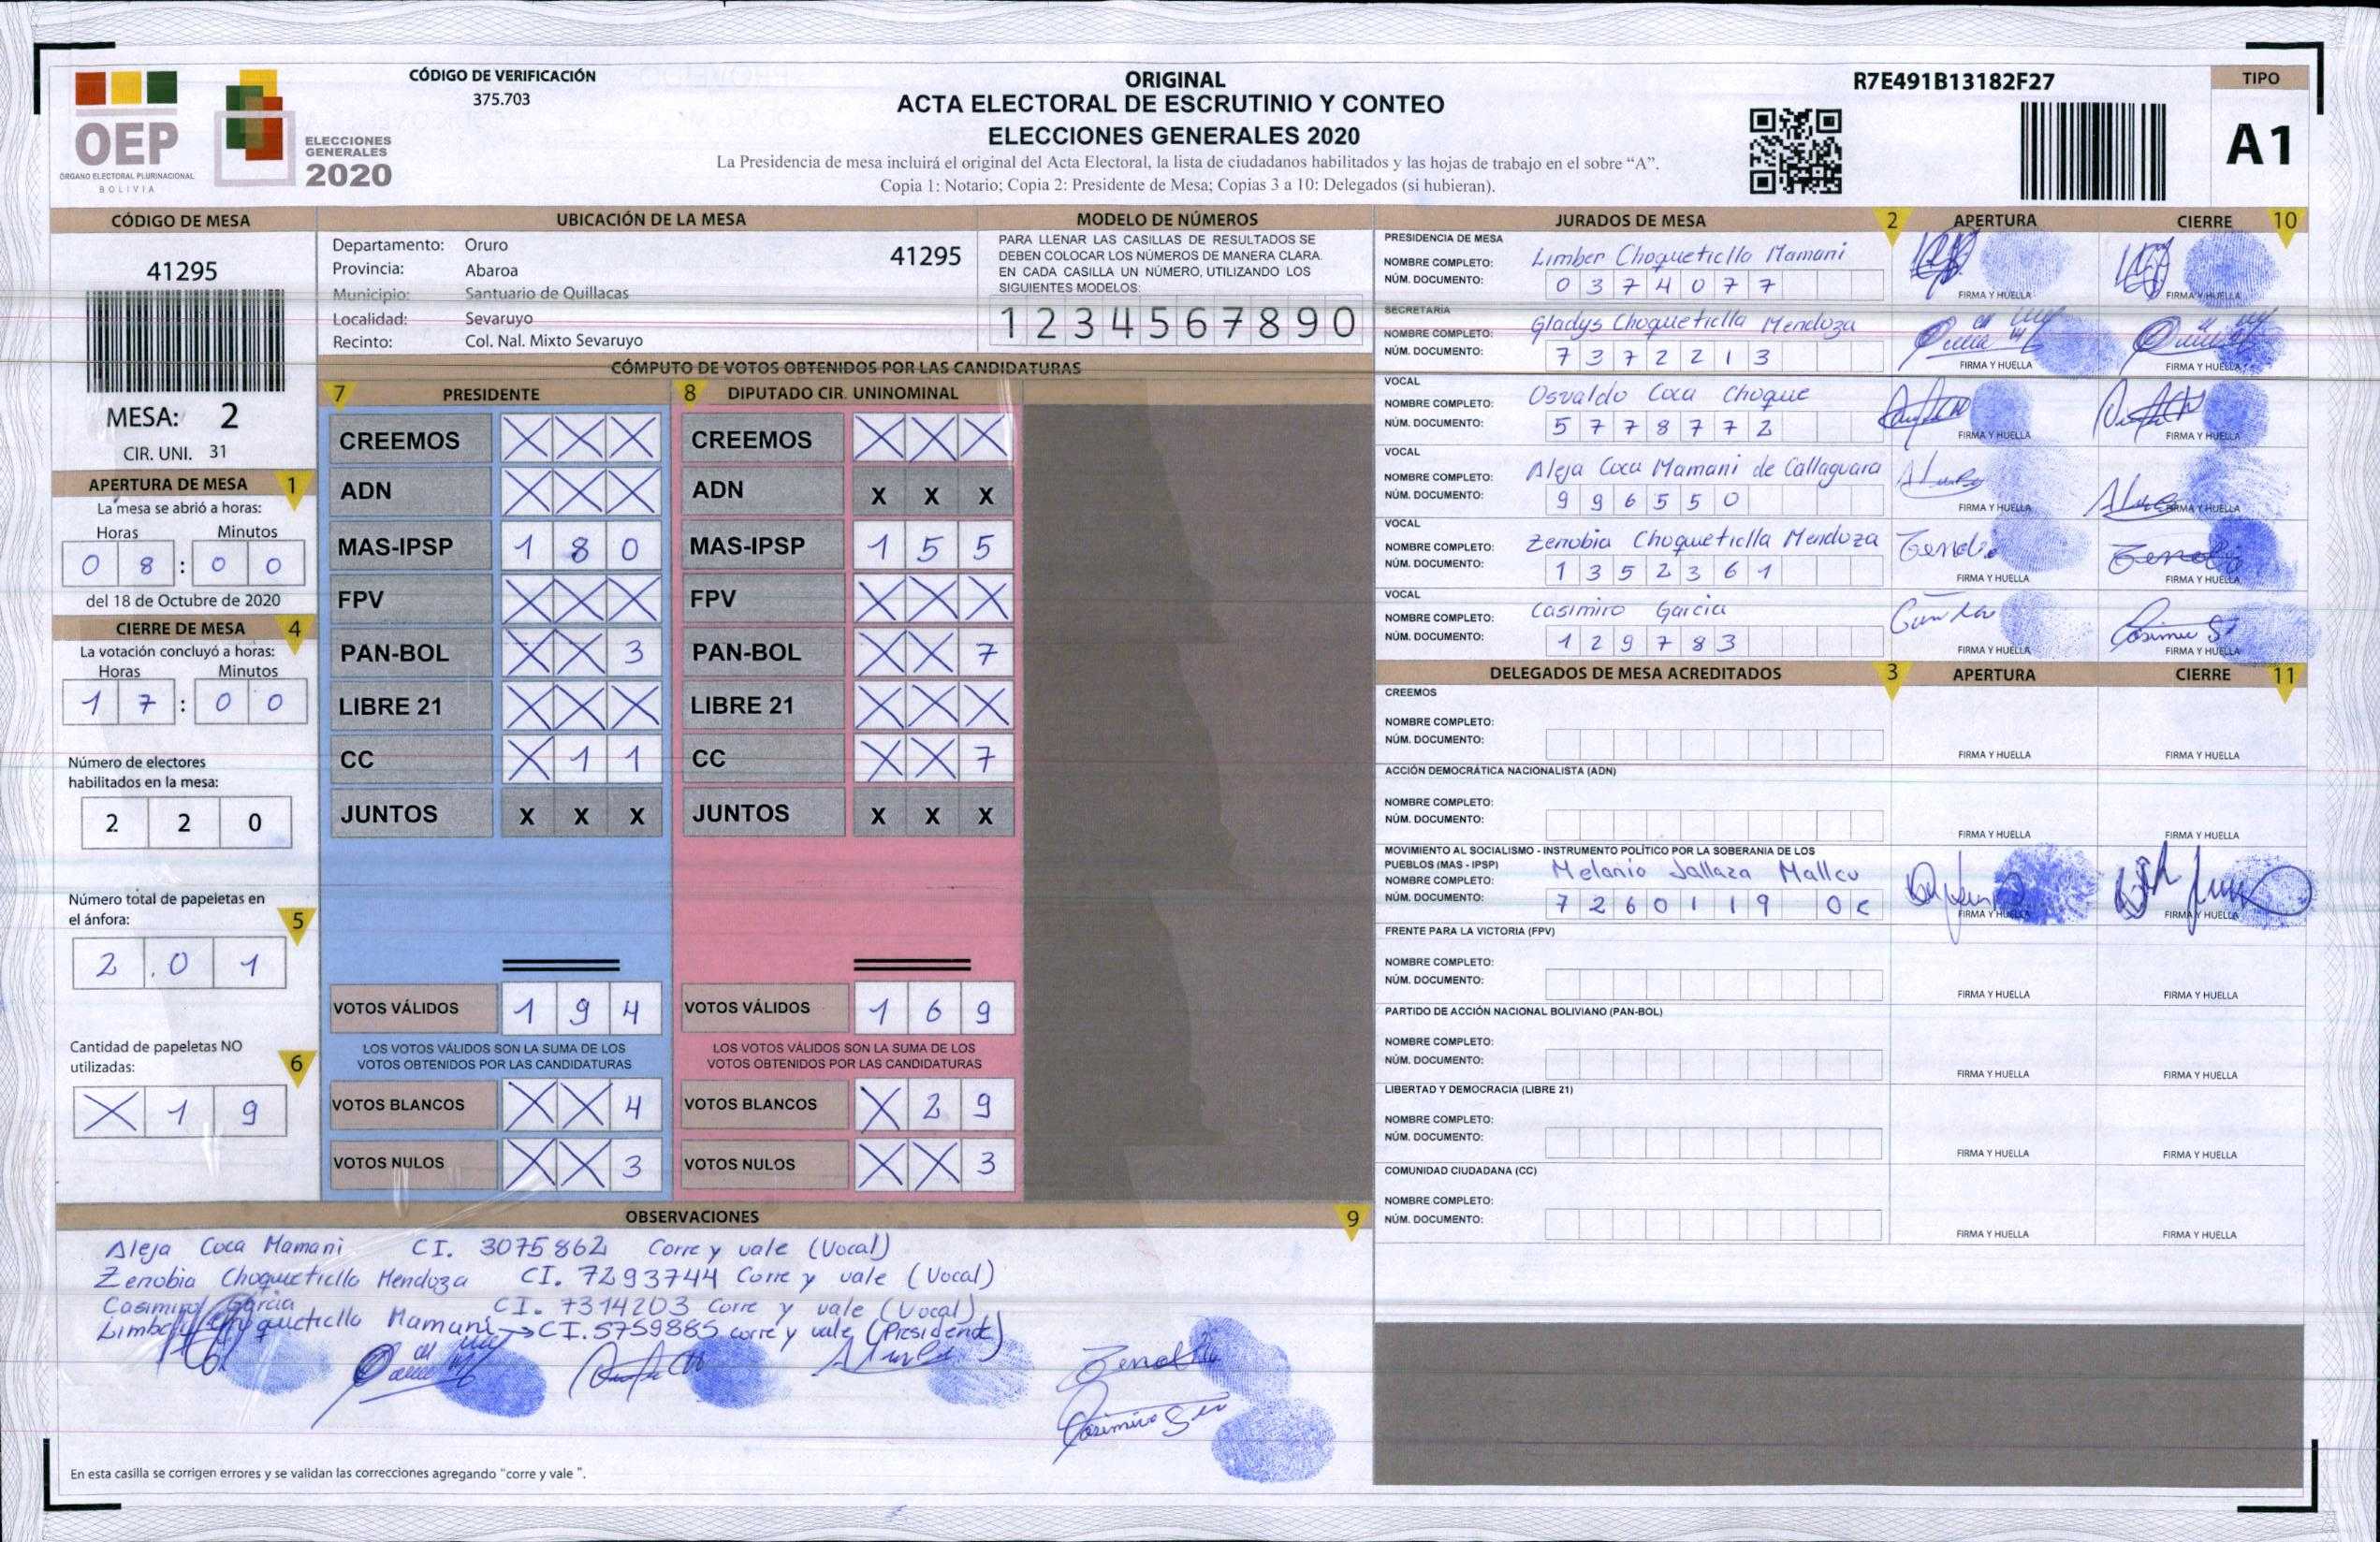 OEP
ÓRGANO ELECTORAL PLURINACIONAL
BOLIVIA
ELECCIONES
GENERALES
2020
CÓDIGO DE VERIFICACIÓN
375.703
ORIGINAL
ACTA ELECTORAL DE ESCRUTINIO Y CONTEO
ELECCIONES GENERALES 2020
La Presidencia de mesa incluirá el original del Acta Electoral, la lista de ciudadanos habilitados y las hojas de trabajo en el sobre “A”.
Copia 1: Notario; Copia 2: Presidente de Mesa; Copias 3 a 10: Delegados (si hubieran).
R7E491B13182F27
TIPO
A1
CÓDIGO DE MESA
41295
MESA: 2
CIR. UNI. 31
UBICACIÓN DE LA MESA
Departamento: Oruro
Provincia: Abaroa
Municipio: Santuario de Quillacas
Localidad: Sevaruyo
Recinto: Col. Nal. Mixto Sevaruyo
41295
MODELO DE NÚMEROS
PARA LLENAR LAS CASILLAS DE RESULTADOS SE
DEBEN COLOCAR LOS NÚMEROS DE MANERA CLARA.
EN CADA CASILLA UN NÚMERO, UTILIZANDO LOS
SIGUIENTES MODELOS:
1 2 3 4 5 6 7 8 9 0
APERTURA DE MESA 1
La mesa se abrió a horas:
Horas Minutos
0 8 : 0 0
del 18 de Octubre de 2020
CIERRE DE MESA 4
La votación concluyó a horas:
Horas Minutos
1 7 : 0 0
Número de electores
habilitados en la mesa:
2 2 0
Número total de papeletas en
el ánfora: 5
2 0 1
Cantidad de papeletas NO
utilizadas: 6
X 1 9
CÓMPUTO DE VOTOS OBTENIDOS POR LAS CANDIDATURAS
7 PRESIDENTE
CREEMOS X X X
ADN X X X
MAS-IPSP 1 8 0
FPV X X X
PAN-BOL X X 3
LIBRE 21 X X X
CC X 1 1
JUNTOS X X X
VOTOS VÁLIDOS 1 9 4
LOS VOTOS VÁLIDOS SON LA SUMA DE LOS
VOTOS OBTENIDOS POR LAS CANDIDATURAS
VOTOS BLANCOS X X 4
VOTOS NULOS X X 3
8 DIPUTADO CIR. UNINOMINAL
CREEMOS X X X
ADN X X X
MAS-IPSP 1 5 5
FPV X X X
PAN-BOL X X 7
LIBRE 21 X X X
CC X X 7
JUNTOS X X X
VOTOS VÁLIDOS 1 6 9
LOS VOTOS VÁLIDOS SON LA SUMA DE LOS
VOTOS OBTENIDOS POR LAS CANDIDATURAS
VOTOS BLANCOS X 2 9
VOTOS NULOS X X 3
JURADOS DE MESA 2 APERTURA CIERRE 10
PRESIDENCIA DE MESA
NOMBRE COMPLETO: Limber Choqueticlla Mamani
NÚM. DOCUMENTO: 0 3 7 4 0 7 7
FIRMA Y HUELLA FIRMA Y HUELLA
SECRETARÍA
NOMBRE COMPLETO: Gladys Choqueticlla Mendoza
NÚM. DOCUMENTO: 7 3 7 2 2 1 3
FIRMA Y HUELLA FIRMA Y HUELLA
VOCAL
NOMBRE COMPLETO: Osvaldo Coca Choque
NÚM. DOCUMENTO: 5 7 7 8 7 7 2
FIRMA Y HUELLA FIRMA Y HUELLA
VOCAL
NOMBRE COMPLETO: Aleja Coca Mamani de Callaguara
NÚM. DOCUMENTO: 9 9 6 5 5 0
FIRMA Y HUELLA FIRMA Y HUELLA
VOCAL
NOMBRE COMPLETO: Zenobia Choqueticlla Mendoza
NÚM. DOCUMENTO: 1 3 5 2 3 6 1
FIRMA Y HUELLA FIRMA Y HUELLA
VOCAL
NOMBRE COMPLETO: Casimiro Garcia
NÚM. DOCUMENTO: 1 2 9 7 8 3
FIRMA Y HUELLA FIRMA Y HUELLA
DELEGADOS DE MESA ACREDITADOS 3 APERTURA CIERRE 11
CREEMOS
NOMBRE COMPLETO:
NÚM. DOCUMENTO:
FIRMA Y HUELLA FIRMA Y HUELLA
ACCIÓN DEMOCRÁTICA NACIONALISTA (ADN)
NOMBRE COMPLETO:
NÚM. DOCUMENTO:
FIRMA Y HUELLA FIRMA Y HUELLA
MOVIMIENTO AL SOCIALISMO - INSTRUMENTO POLÍTICO POR LA SOBERANIA DE LOS
PUEBLOS (MAS - IPSP)
NOMBRE COMPLETO: Melanio Jallaza Mallcu
NÚM. DOCUMENTO: 7 2 6 0 1 1 9
FIRMA Y HUELLA FIRMA Y HUELLA
FRENTE PARA LA VICTORIA (FPV)
NOMBRE COMPLETO:
NÚM. DOCUMENTO:
FIRMA Y HUELLA FIRMA Y HUELLA
PARTIDO DE ACCIÓN NACIONAL BOLIVIANO (PAN-BOL)
NOMBRE COMPLETO:
NÚM. DOCUMENTO:
FIRMA Y HUELLA FIRMA Y HUELLA
LIBERTAD Y DEMOCRACIA (LIBRE 21)
NOMBRE COMPLETO:
NÚM. DOCUMENTO:
FIRMA Y HUELLA FIRMA Y HUELLA
COMUNIDAD CIUDADANA (CC)
NOMBRE COMPLETO:
NÚM. DOCUMENTO:
FIRMA Y HUELLA FIRMA Y HUELLA
OBSERVACIONES 9
Aleja Coca Mamani CI. 3075862 Corre y vale (Vocal)
Zenobia Choqueticlla Mendoza CI. 7293744 Corre y vale (Vocal)
Casimiro Garcia CI. 7314203 Corre y vale (Vocal)
Limber Choqueticlla Mamani → CI. 5759885 corre y vale (Presidente)
En esta casilla se corrigen errores y se validan las correcciones agregando "corre y vale ".